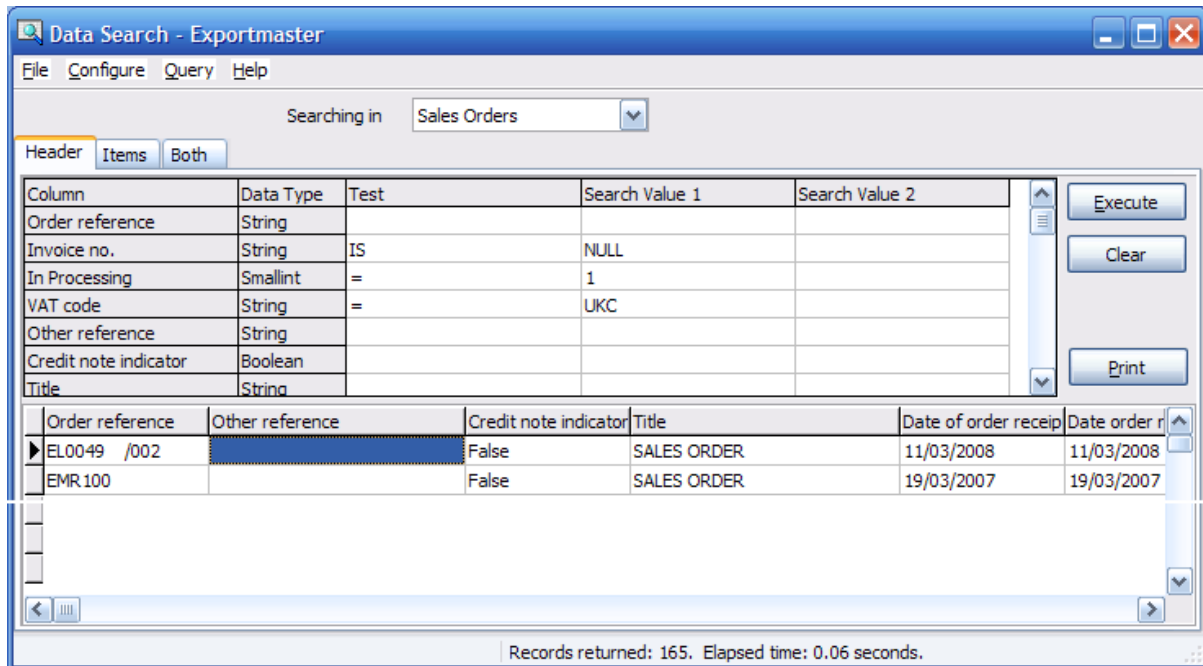 Data Search - Exportmaster
File Configure Query Help
Searching in Sales Orders
Header Items Both
Column Data Type Test Search Value 1 Search Value 2
Execute
Order reference String
Invoice no. String IS NULL
Clear
In Processing Smallint = 1
VAT code String = UKC
Other reference String
Credit note indicator Boolean
Print
Title String
Order reference Other reference Credit note indicator Title Date of order receip Date order r
EL0049 /002 False SALES ORDER 11/03/2008 11/03/2008
EMR100 False SALES ORDER 19/03/2007 19/03/2007
Records returned: 165. Elapsed time: 0.06 seconds.